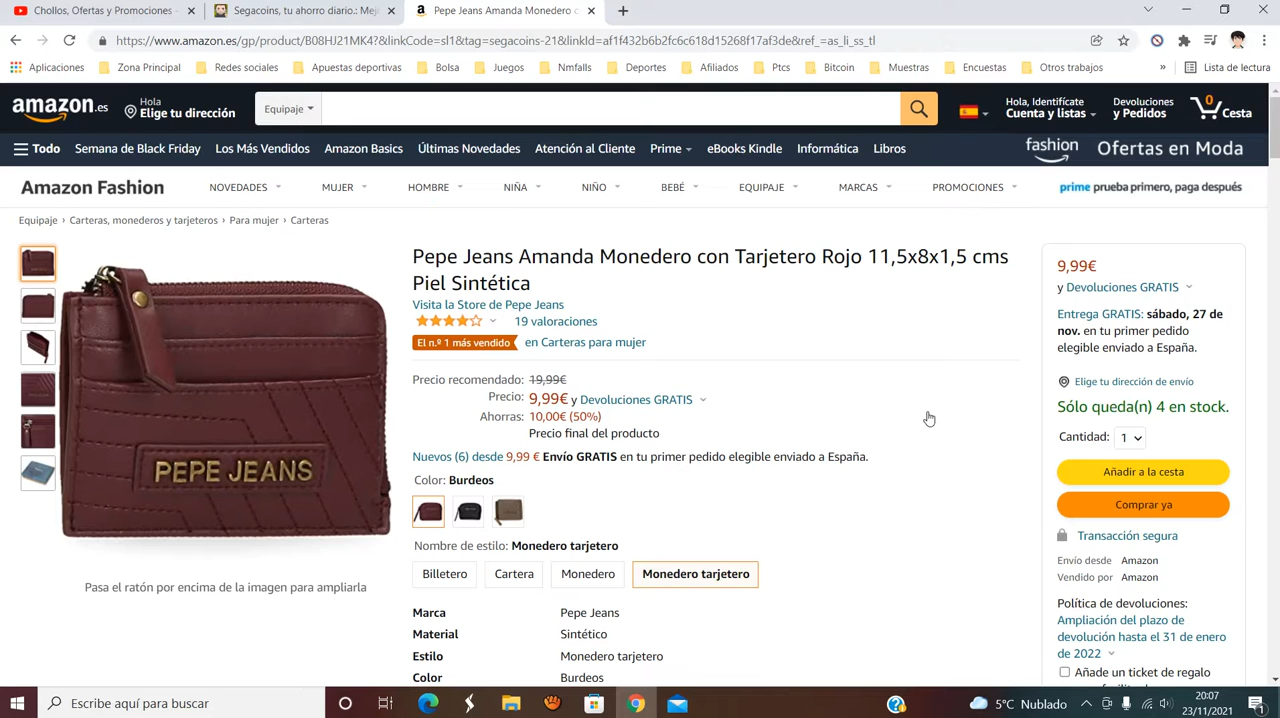 Chollos, Ofertas y Promociones -
Segacoins, tu ahorro diario.: Mej
Pepe Jeans Amanda Monedero c
https://www.amazon.es/gp/product/B08HJ21MK4?&linkCode=sl1&tag=segacoins-21&linkId=af1f432b6b2fc6c618d15268f17af3de&ref_=as_li_ss_tl
Aplicaciones Zona Principal Redes sociales Apuestas deportivas Bolsa Juegos Nmfalls Deportes Afiliados Ptcs Bitcoin Muestras Encuestas Otros trabajos » Lista de lectura
amazon.es
Hola
Elige tu dirección
Equipaje
Hola, Identifícate
Cuenta y listas
Devoluciones
y Pedidos
0
Cesta
Todo Semana de Black Friday Los Más Vendidos Amazon Basics Últimas Novedades Atención al Cliente Prime eBooks Kindle Informática Libros
fashion Ofertas en Moda
Amazon Fashion NOVEDADES MUJER HOMBRE NIÑA NIÑO BEBÉ EQUIPAJE MARCAS PROMOCIONES prime prueba primero, paga después
Equipaje › Carteras, monederos y tarjeteros › Para mujer › Carteras
PEPE JEANS
Pasa el ratón por encima de la imagen para ampliarla
Pepe Jeans Amanda Monedero con Tarjetero Rojo 11,5x8x1,5 cms
Piel Sintética
Visita la Store de Pepe Jeans
19 valoraciones
El n.º 1 más vendido en Carteras para mujer
Precio recomendado: 19,99€
Precio: 9,99€ y Devoluciones GRATIS
Ahorras: 10,00€ (50%)
Precio final del producto
Nuevos (6) desde 9,99 € Envío GRATIS en tu primer pedido elegible enviado a España.
Color: Burdeos
Nombre de estilo: Monedero tarjetero
Billetero Cartera Monedero Monedero tarjetero
Marca Pepe Jeans
Material Sintético
Estilo Monedero tarjetero
Color Burdeos
9,99€
y Devoluciones GRATIS
Entrega GRATIS: sábado, 27 de
nov. en tu primer pedido
elegible enviado a España.
Elige tu dirección de envío
Sólo queda(n) 4 en stock.
Cantidad: 1
Añadir a la cesta
Comprar ya
Transacción segura
Envío desde Amazon
Vendido por Amazon
Política de devoluciones:
Ampliación del plazo de
devolución hasta el 31 de enero
de 2022
Añade un ticket de regalo
Escribe aquí para buscar
5°C Nublado
20:07
23/11/2021
1